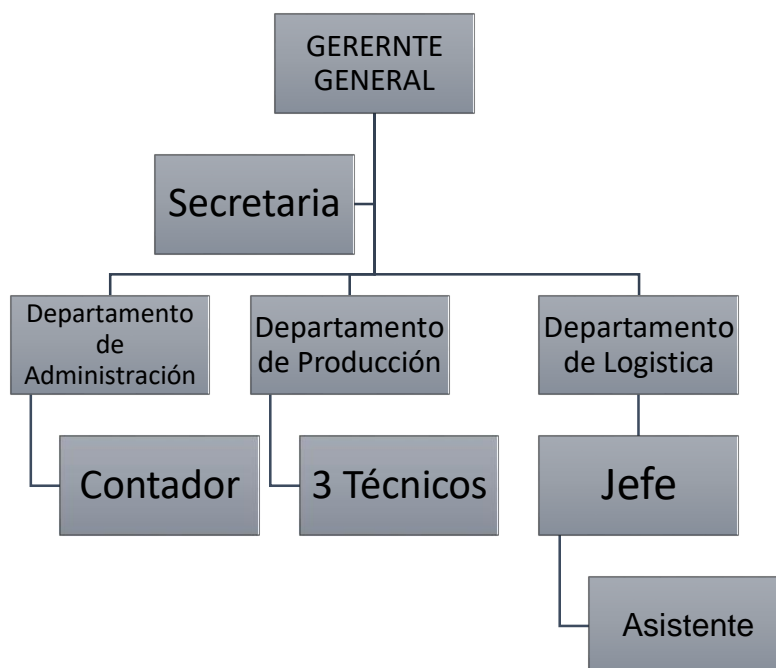 GERERNTE
GENERAL
Secretaria
Departamento
de
Administración
Departamento
de Producción
Departamento
de Logistica
Contador
3 Técnicos
Jefe
Asistente